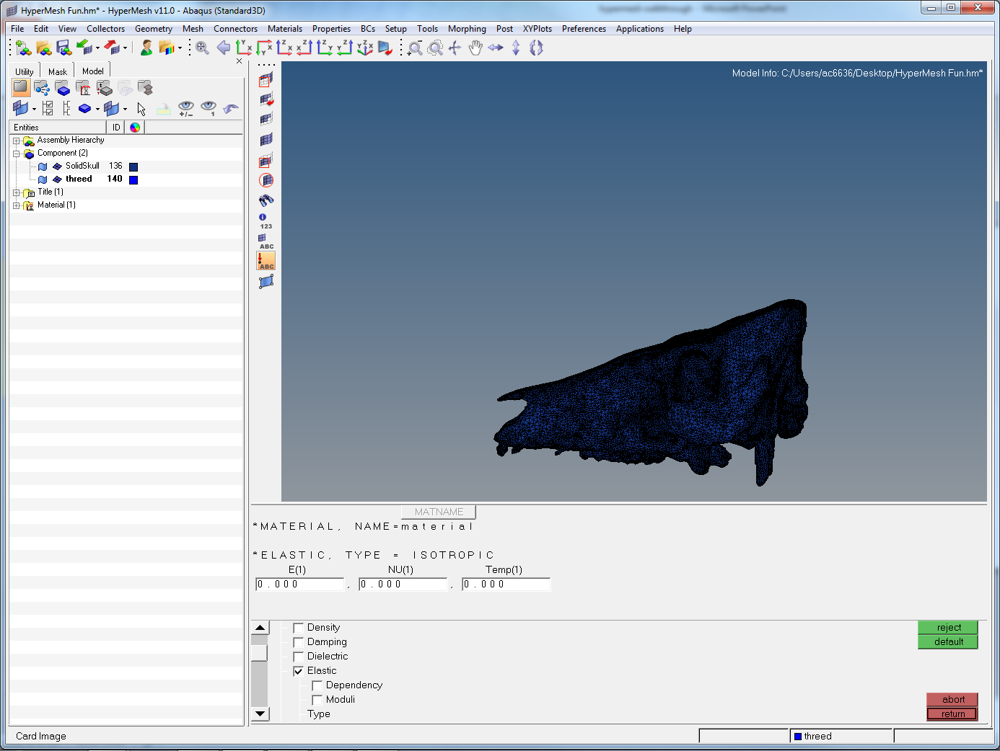 HyperMesh Fun.hm* - HyperMesh v11.0 - Abaqus (Standard3D)
File Edit View Collectors Geometry Mesh Connectors Materials Properties BCs Setup Tools Morphing Post XYPlots Preferences Applications Help
Utility Mask Model
Entities ID
Assembly Hierarchy
Component (2)
SolidSkull 136
threed 140
Title (1)
Material (1)
123
ABC
ABC
Model Info: C:/Users/ac6636/Desktop/HyperMesh Fun.hm*
MATNAME
*MATERIAL, NAME=material
*ELASTIC, TYPE = ISOTROPIC
E(1) NU(1) Temp(1)
0.000 , 0.000 , 0.000
Density
Damping
Dielectric
Elastic
Dependency
Moduli
Type
reject
default
abort
return
Card Image
threed